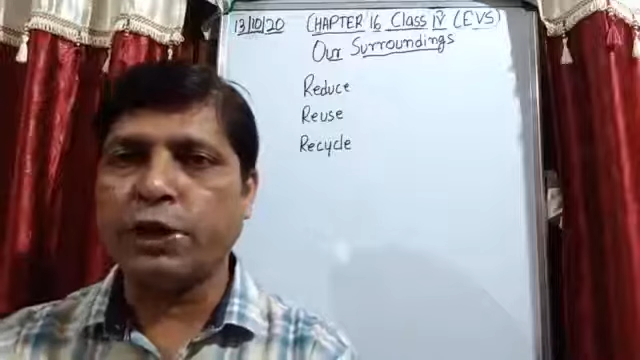 13/10/20 CHAPTER 16 Class IV (EVS)
Our Surroundings
Reduce
Reuse
Recycle